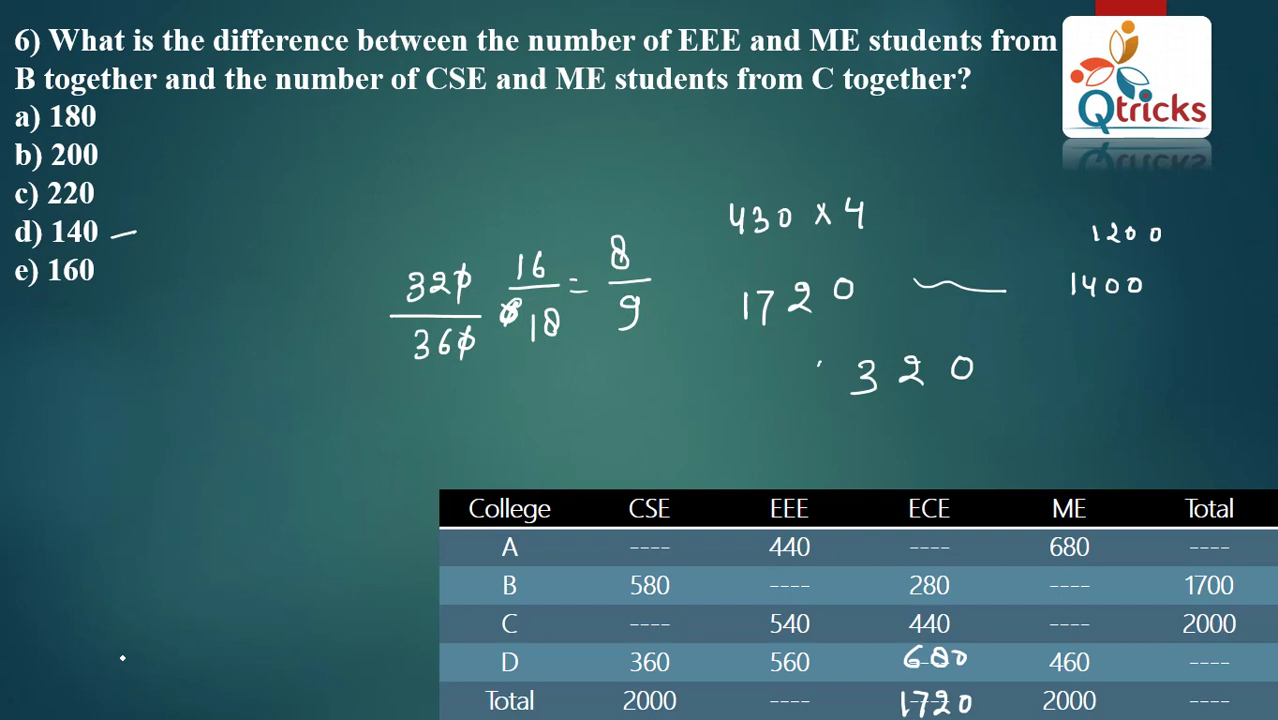 6) What is the difference between the number of EEE and ME students from
B together and the number of CSE and ME students from C together?
a) 180
b) 200
c) 220
d) 140 –
e) 160
Qtricks
320 / 360 16 / 18 = 8 / 9
430 x 4
1720
320
1200
1400
College CSE EEE ECE ME Total
A ---- 440 ---- 680 ----
B 580 ---- 280 ---- 1700
C ---- 540 440 ---- 2000
D 360 560 680 460 ----
Total 2000 ---- 1720 2000 ----